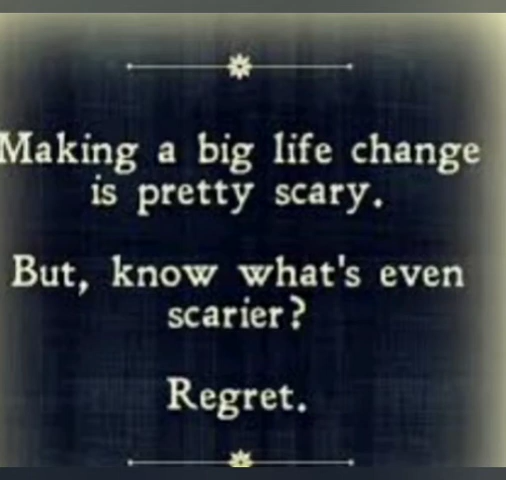 Making a big life change
is pretty scary.
But, know what's even
scarier?
Regret.